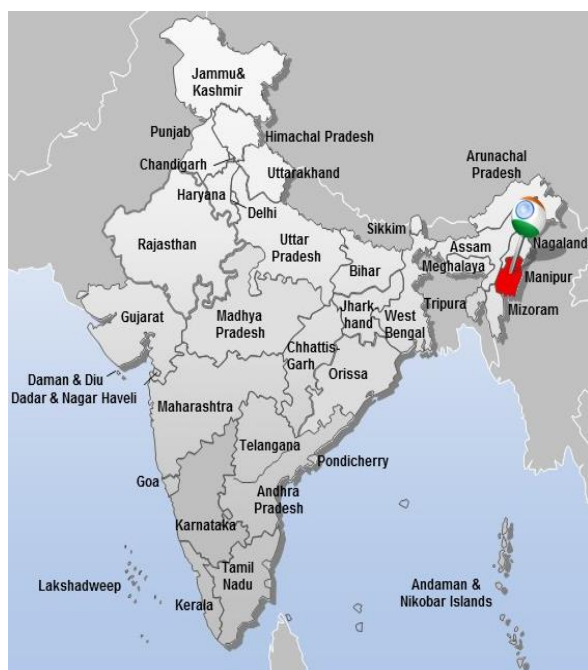 Jammu&
Kashmir
Punjab
Himachal Pradesh
Chandigarh
Uttarakhand
Arunachal
Pradesh
Haryana
Delhi
Sikkim
Nagaland
Rajasthan
Uttar
Pradesh
Assam
Bihar
Meghalaya
Manipur
Gujarat
Madhya
Pradesh
Jhark
hand
West
Bengal
Tripura
Mizoram
Chhattis
Garh
Orissa
Daman & Diu
Dadar & Nagar Haveli
Maharashtra
Telangana
Pondicherry
Goa
Andhra
Pradesh
Karnataka
Tamil
Nadu
Lakshadweep
Kerala
Andaman &
Nikobar Islands